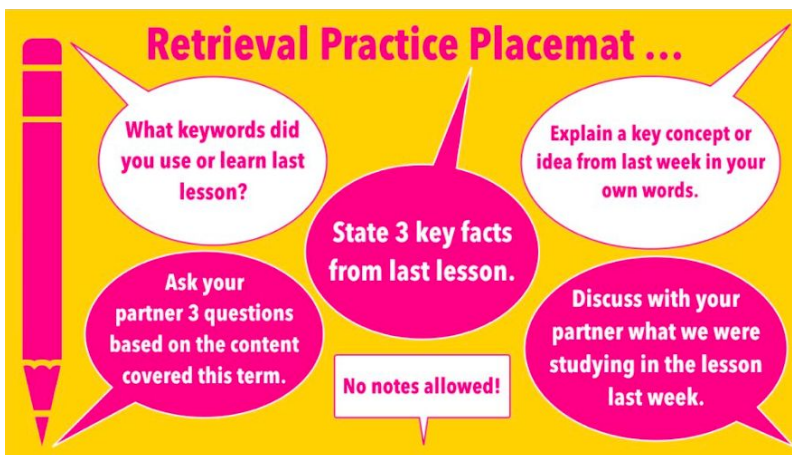 Retrieval Practice Placemat ...
What keywords did
you use or learn last
lesson?
Explain a key concept or
idea from last week in your
own words.
State 3 key facts
from last lesson.
Ask your
partner 3 questions
based on the content
covered this term.
Discuss with your
partner what we were
studying in the lesson
last week.
No notes allowed!